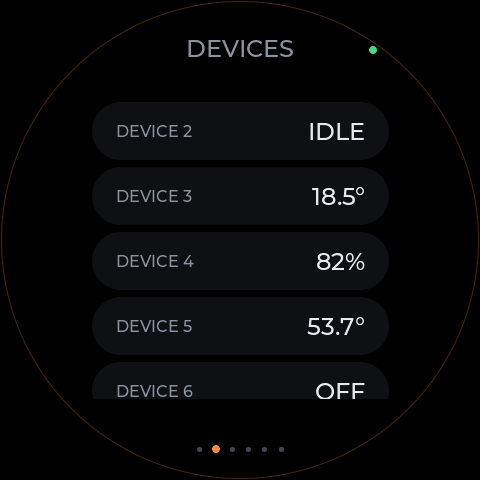 DEVICES
DEVICE 2 IDLE
DEVICE 3 18.5°
DEVICE 4 82%
DEVICE 5 53.7°
DEVICE 6 OFF